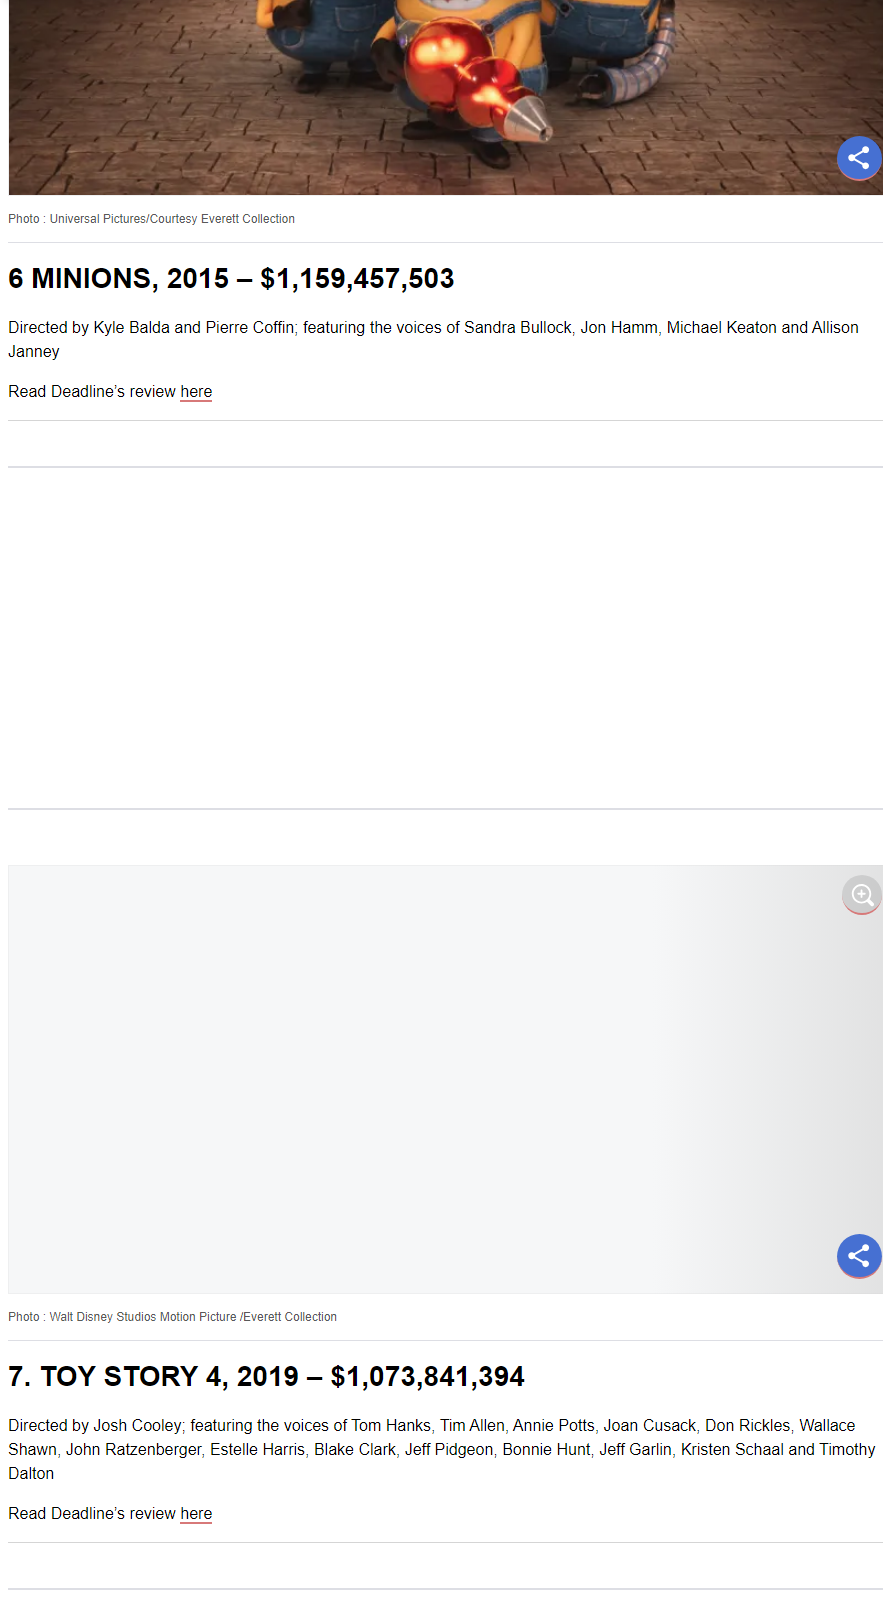 Photo : Universal Pictures/Courtesy Everett Collection
6 MINIONS, 2015 – $1,159,457,503
Directed by Kyle Balda and Pierre Coffin; featuring the voices of Sandra Bullock, Jon Hamm, Michael Keaton and Allison
Janney
Read Deadline’s review here
Photo : Walt Disney Studios Motion Picture /Everett Collection
7. TOY STORY 4, 2019 – $1,073,841,394
Directed by Josh Cooley; featuring the voices of Tom Hanks, Tim Allen, Annie Potts, Joan Cusack, Don Rickles, Wallace
Shawn, John Ratzenberger, Estelle Harris, Blake Clark, Jeff Pidgeon, Bonnie Hunt, Jeff Garlin, Kristen Schaal and Timothy
Dalton
Read Deadline’s review here